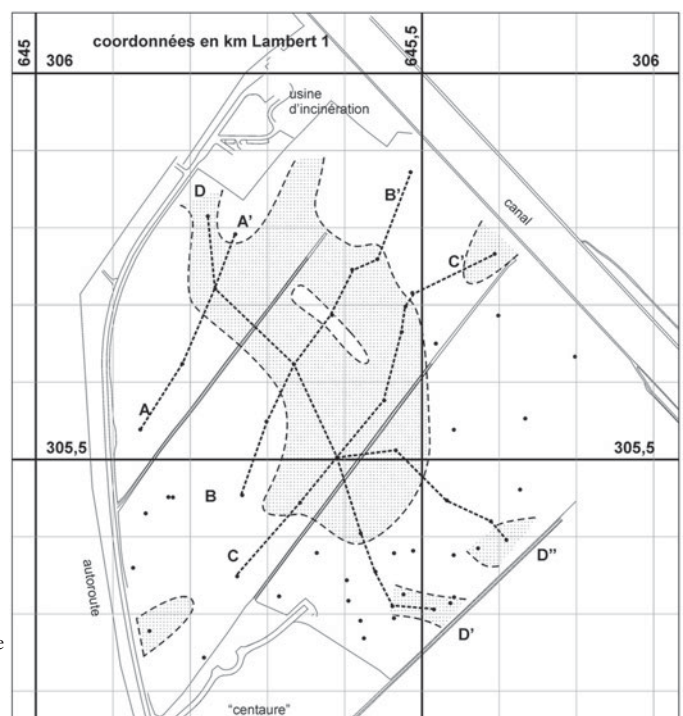 coordonnées en km Lambert 1
645
645,5
306
306
usine
d'incinération
D
A'
B'
canal
C'
A
305,5
305,5
B
C
autoroute
D"
D'
e
"centaure"